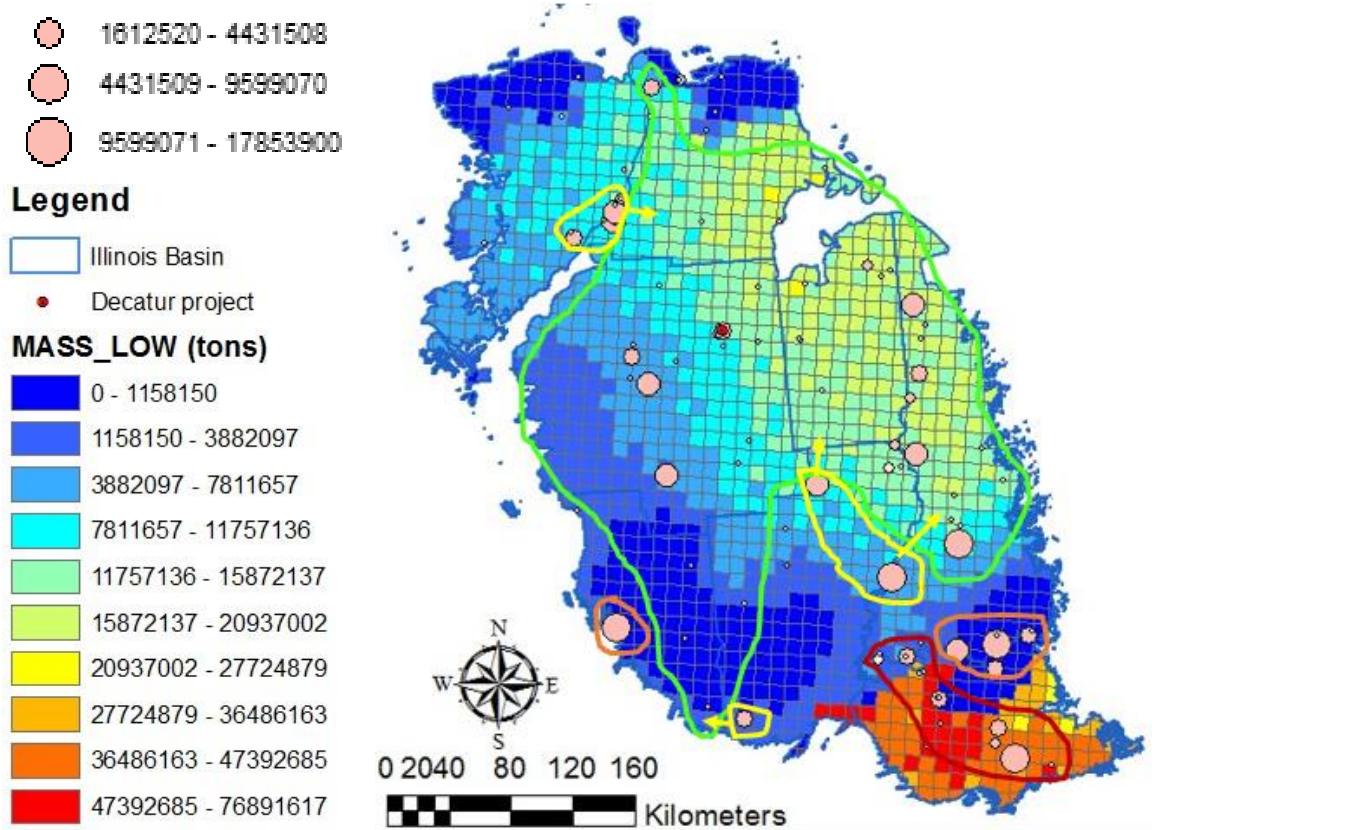 1612520 - 4431508
4431509 - 9599070
9599071 - 17853900
Legend
Illinois Basin
Decatur project
MASS_LOW (tons)
0 - 1158150
1158150 - 3882097
3882097 - 7811657
7811657 - 11757136
11757136 - 15872137
15872137 - 20937002
20937002 - 27724879
27724879 - 36486163
36486163 - 47392685
47392685 - 76891617
N
W E
S
0 2040 80 120 160
Kilometers